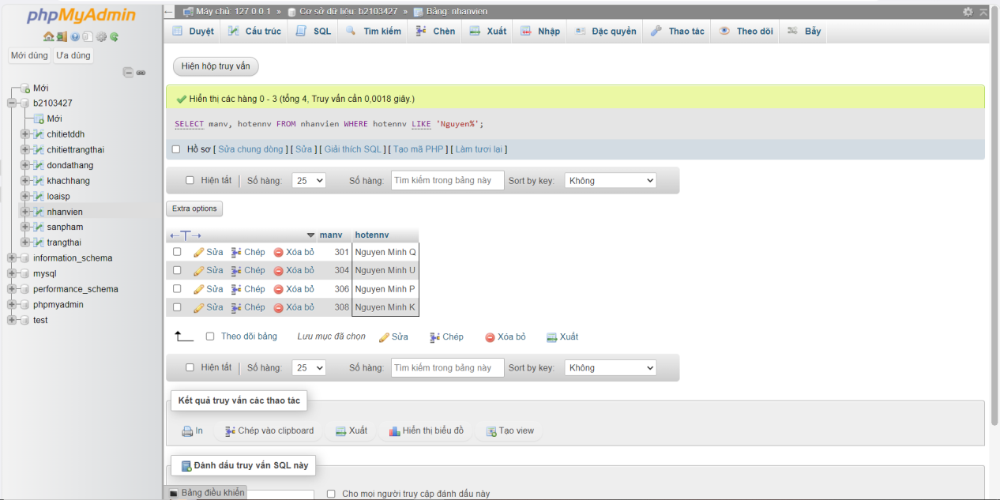 phpMyAdmin
Mới dùng Ưa dùng
Mới
b2103427
Mới
chitietddh
chitiettrangthai
dondathang
khachhang
loaisp
nhanvien
sanpham
trangthai
information_schema
mysql
performance_schema
phpmyadmin
test
Máy chủ: 127.0.0.1 » Cơ sở dữ liệu: b2103427 » Bảng: nhanvien
Duyệt Cấu trúc SQL Tìm kiếm Chèn Xuất Nhập Đặc quyền Thao tác Theo dõi Bẫy
Hiện hộp truy vấn
Hiển thị các hàng 0 - 3 (tổng 4, Truy vấn cần 0,0018 giây.)
SELECT manv, hotennv FROM nhanvien WHERE hotennv LIKE 'Nguyen%';
Hồ sơ [ Sửa chung dòng ] [ Sửa ] [ Giải thích SQL ] [ Tạo mã PHP ] [ Làm tươi lại ]
Hiện tất | Số hàng: 25 Số hàng: Tìm kiếm trong bảng này Sort by key: Không
Extra options
←T→ manv hotennv
Sửa Chép Xóa bỏ 301 Nguyen Minh Q
Sửa Chép Xóa bỏ 304 Nguyen Minh U
Sửa Chép Xóa bỏ 306 Nguyen Minh P
Sửa Chép Xóa bỏ 308 Nguyen Minh K
Theo dõi bảng Lưu mục đã chọn Sửa Chép Xóa bỏ Xuất
Hiện tất | Số hàng: 25 Số hàng: Tìm kiếm trong bảng này Sort by key: Không
Kết quả truy vấn các thao tác
In Chép vào clipboard Xuất Hiển thị biểu đồ Tạo view
Đánh dấu truy vấn SQL này
Bảng điều khiển Cho mọi người truy cập đánh dấu này